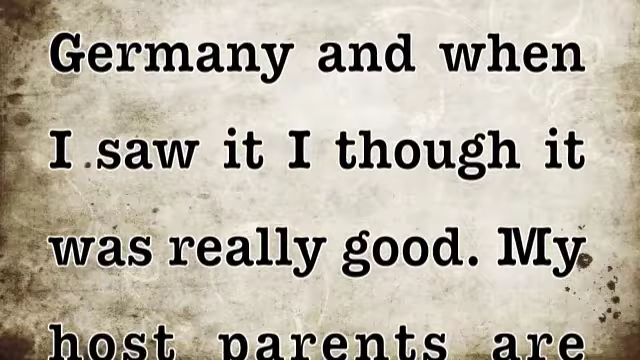 Germany and when
I saw it I though it
was really good. My
host parents are